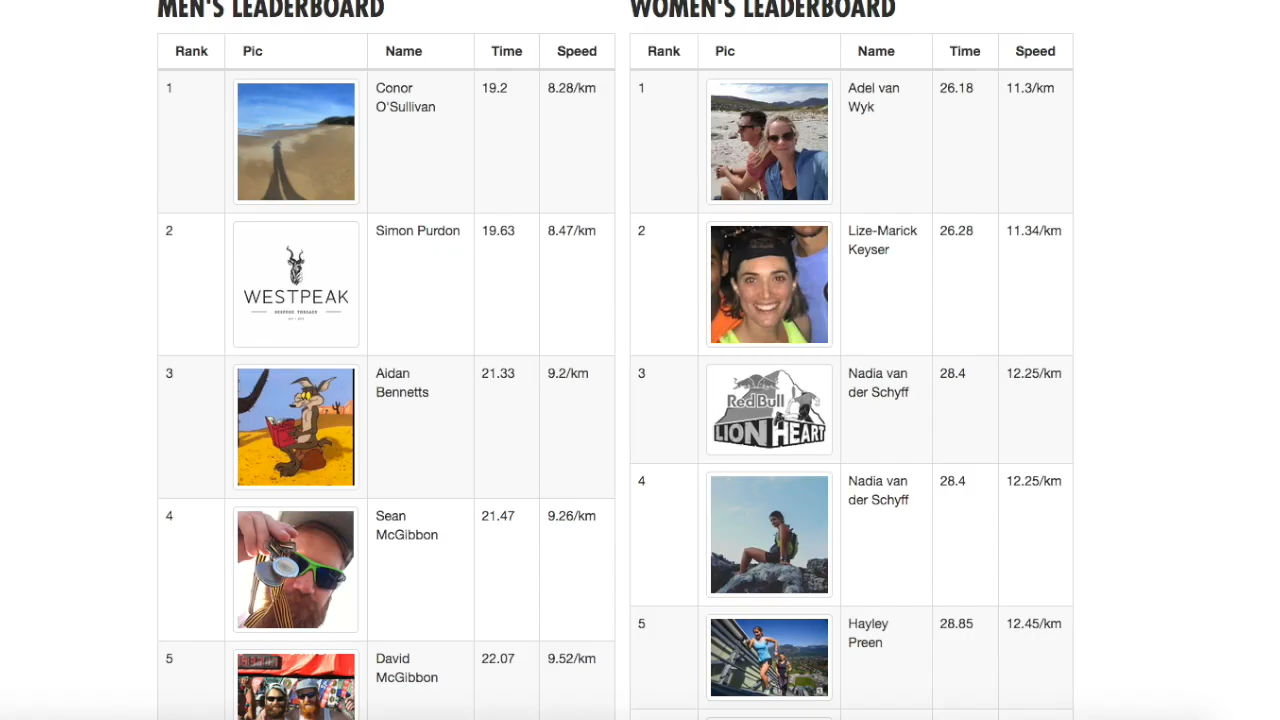 MEN'S LEADERBOARD
Rank Pic Name Time Speed
1 Conor 19.2 8.28/km
O'Sullivan
WESTPEAK
2 Simon Purdon 19.63 8.47/km
3 Aidan 21.33 9.2/km
Bennetts
4 Sean 21.47 9.26/km
McGibbon
5 David 22.07 9.52/km
McGibbon
WOMEN'S LEADERBOARD
Rank Pic Name Time Speed
1 Adel van 26.18 11.3/km
Wyk
2 Lize-Marick 26.28 11.34/km
Keyser
3 Nadia van 28.4 12.25/km
der Schyff
Red Bull
LION HEART
4 Nadia van 28.4 12.25/km
der Schyff
5 Hayley 28.85 12.45/km
Preen